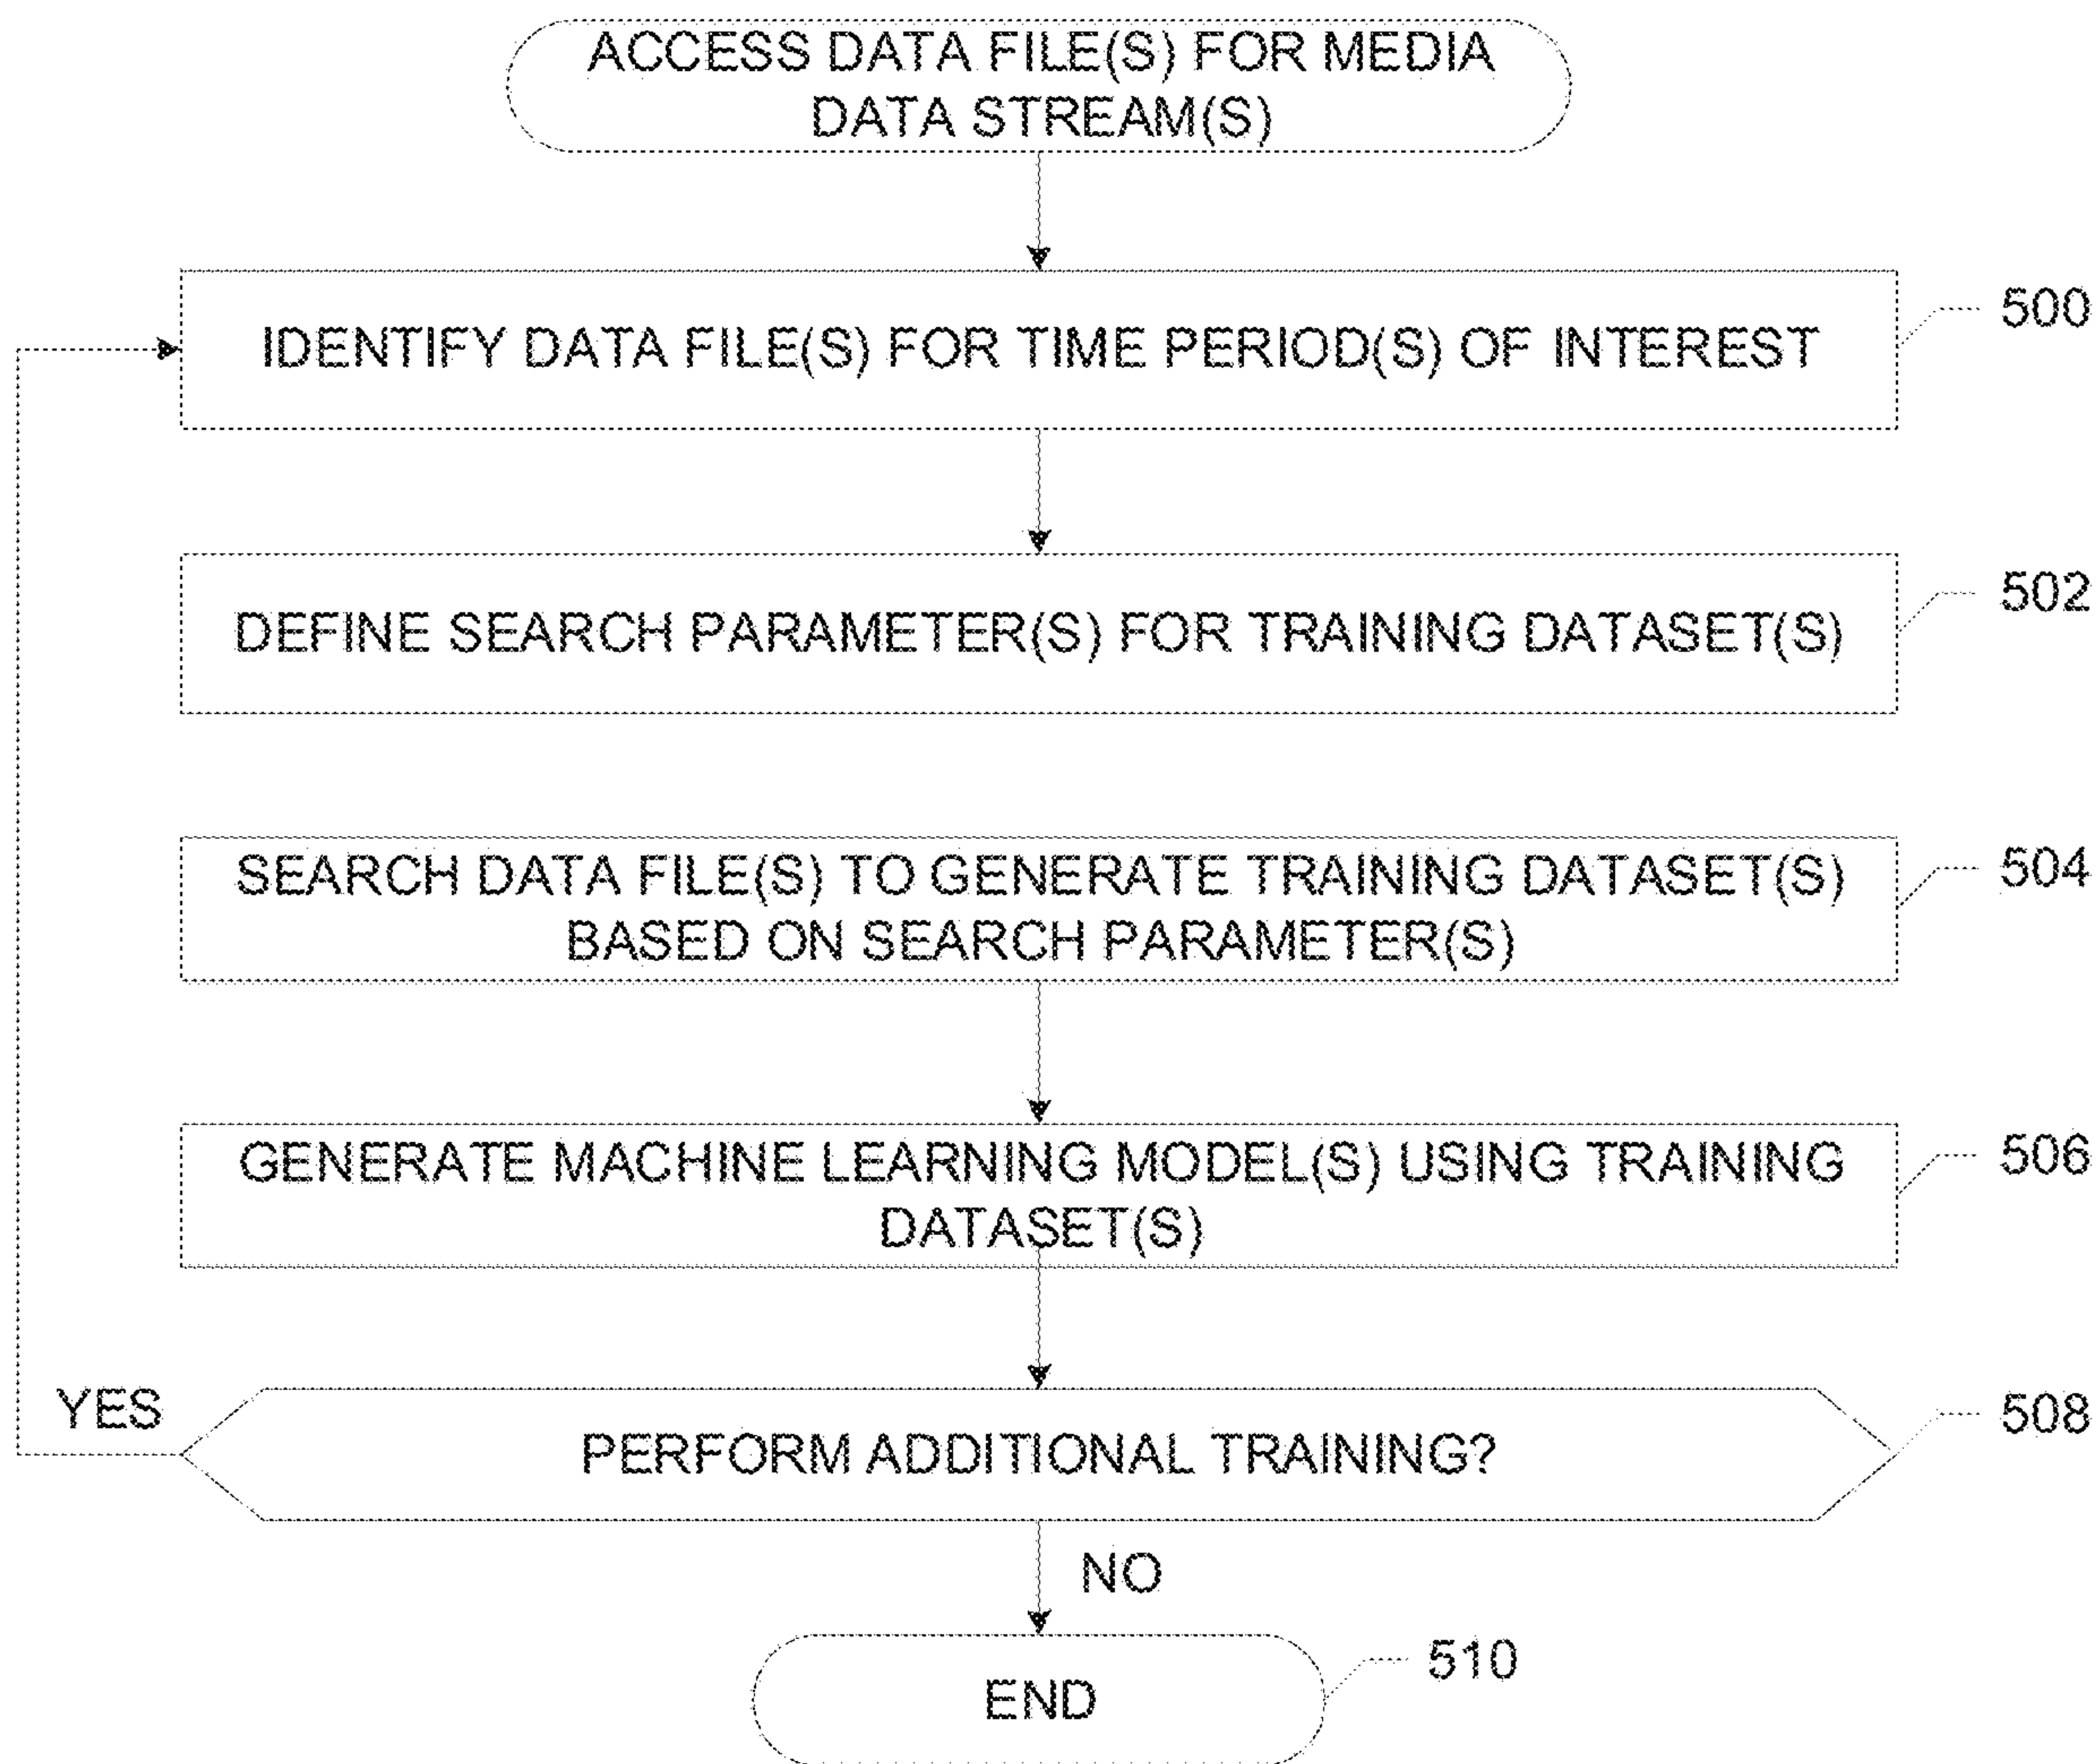 ACCESS DATA FILE(S) FOR MEDIA
DATA STREAM(S)
IDENTIFY DATA FILE(S) FOR TIME PERIOD(S) OF INTEREST
500
DEFINE SEARCH PARAMETER(S) FOR TRAINING DATASET(S)
502
SEARCH DATA FILE(S) TO GENERATE TRAINING DATASET(S)
BASED ON SEARCH PARAMETER(S)
504
GENERATE MACHINE LEARNING MODEL(S) USING TRAINING
DATASET(S)
506
YES
PERFORM ADDITIONAL TRAINING?
508
NO
END
510